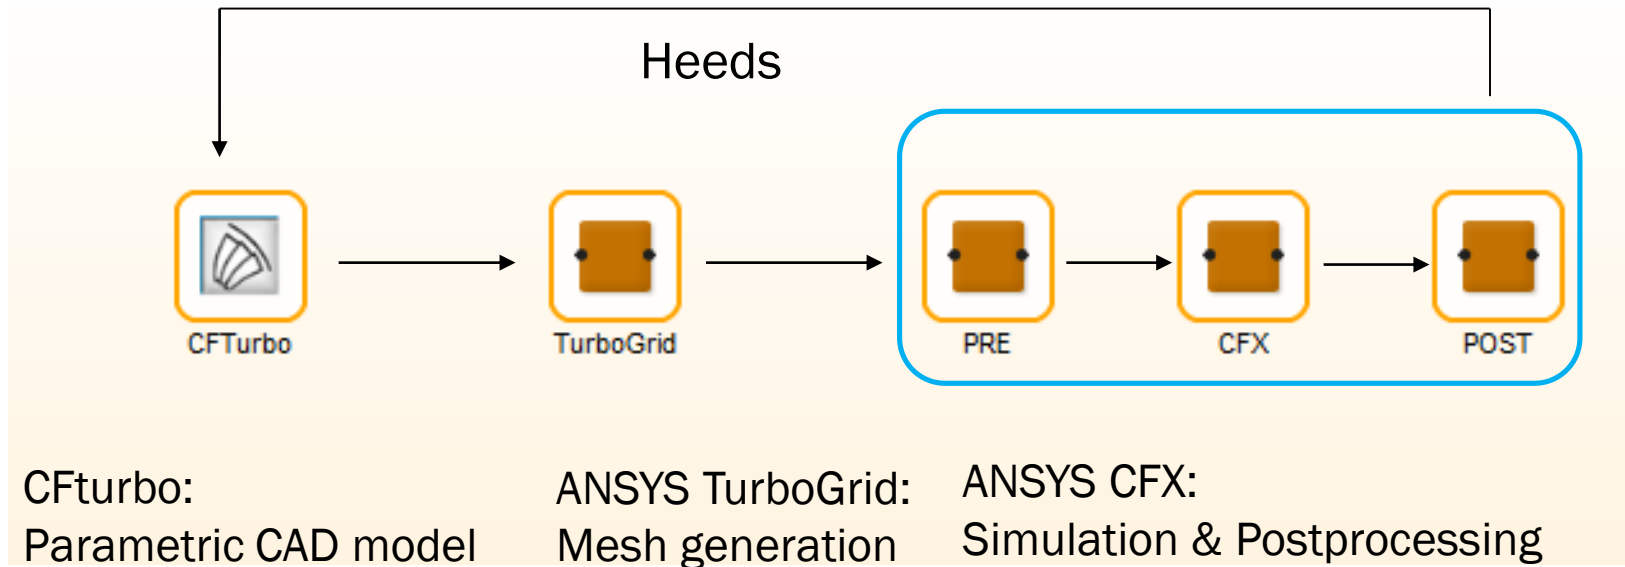 Heeds
CFTurbo
TurboGrid
PRE
CFX
POST
CFturbo:
Parametric CAD model
ANSYS TurboGrid:
Mesh generation
ANSYS CFX:
Simulation & Postprocessing